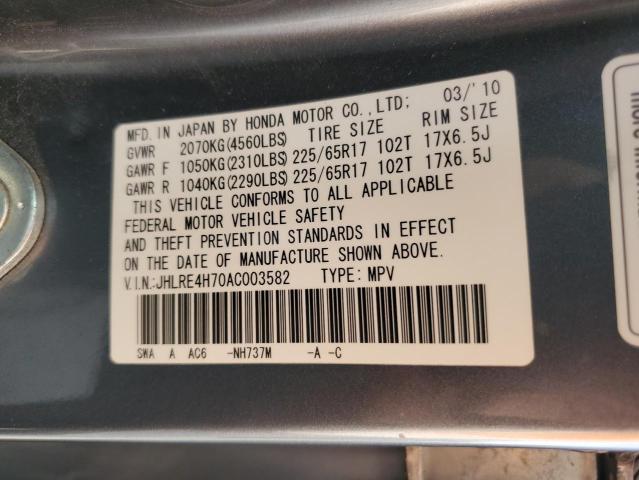 MFD. IN JAPAN BY HONDA MOTOR CO.,LTD; 03/'10
GVWR 2070KG(4560LBS) TIRE SIZE RIM SIZE
GAWR F 1050KG(2310LBS) 225/65R17 102T 17X6.5J
GAWR R 1040KG(2290LBS) 225/65R17 102T 17X6.5J
THIS VEHICLE CONFORMS TO ALL APPLICABLE
FEDERAL MOTOR VEHICLE SAFETY
AND THEFT PREVENTION STANDARDS IN EFFECT
ON THE DATE OF MANUFACTURE SHOWN ABOVE.
V.I.N.:JHLRE4H70AC003582 TYPE: MPV
SWA A AC6 -NH737M -A -C